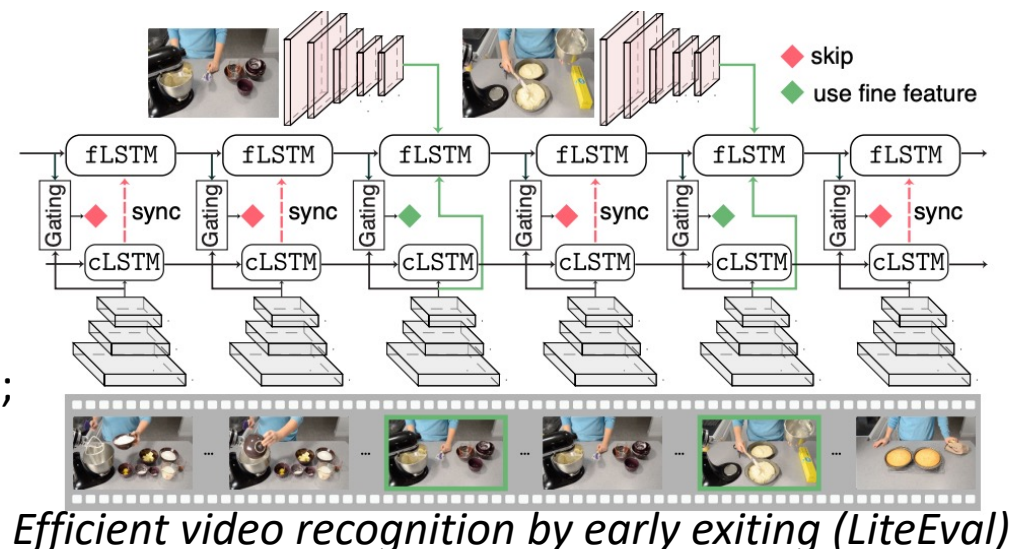 skip
use fine feature
fLSTM fLSTM fLSTM fLSTM fLSTM fLSTM
Gating sync Gating sync Gating Gating sync Gating Gating sync
cLSTM cLSTM cLSTM cLSTM cLSTM cLSTM
;
... ... ... ... ...
Efficient video recognition by early exiting (LiteEval)